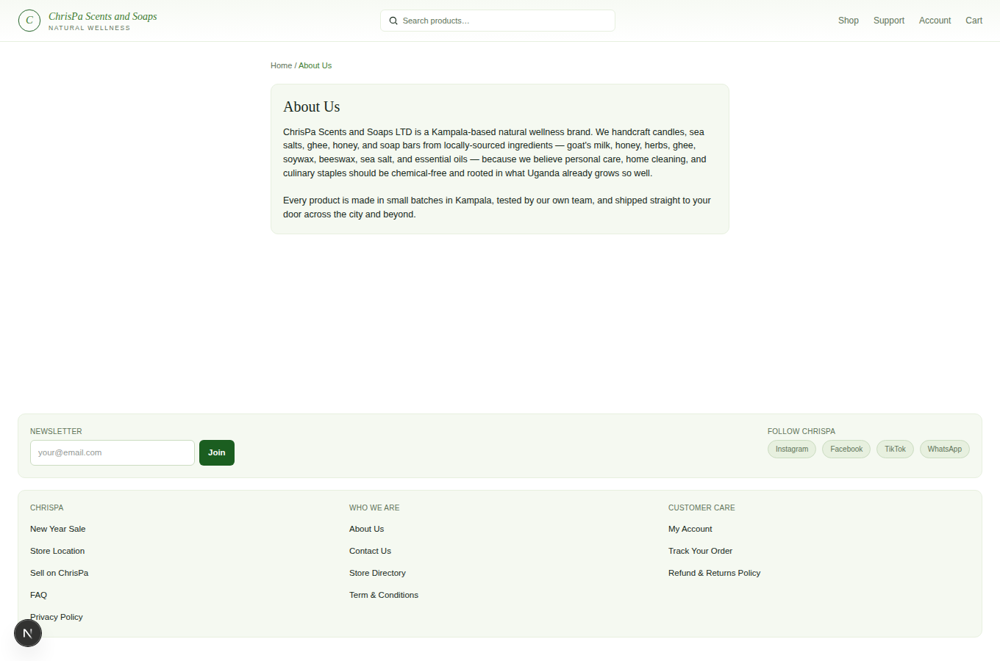 C
ChrisPa Scents and Soaps
NATURAL WELLNESS
Search products…
Shop
Support
Account
Cart
Home / About Us
About Us
ChrisPa Scents and Soaps LTD is a Kampala-based natural wellness brand. We handcraft candles, sea
salts, ghee, honey, and soap bars from locally-sourced ingredients — goat's milk, honey, herbs, ghee,
soywax, beeswax, sea salt, and essential oils — because we believe personal care, home cleaning, and
culinary staples should be chemical-free and rooted in what Uganda already grows so well.
Every product is made in small batches in Kampala, tested by our own team, and shipped straight to your
door across the city and beyond.
NEWSLETTER
your@email.com
Join
FOLLOW CHRISPA
Instagram
Facebook
TikTok
WhatsApp
CHRISPA
New Year Sale
Store Location
Sell on ChrisPa
FAQ
Privacy Policy
WHO WE ARE
About Us
Contact Us
Store Directory
Term & Conditions
CUSTOMER CARE
My Account
Track Your Order
Refund & Returns Policy
N